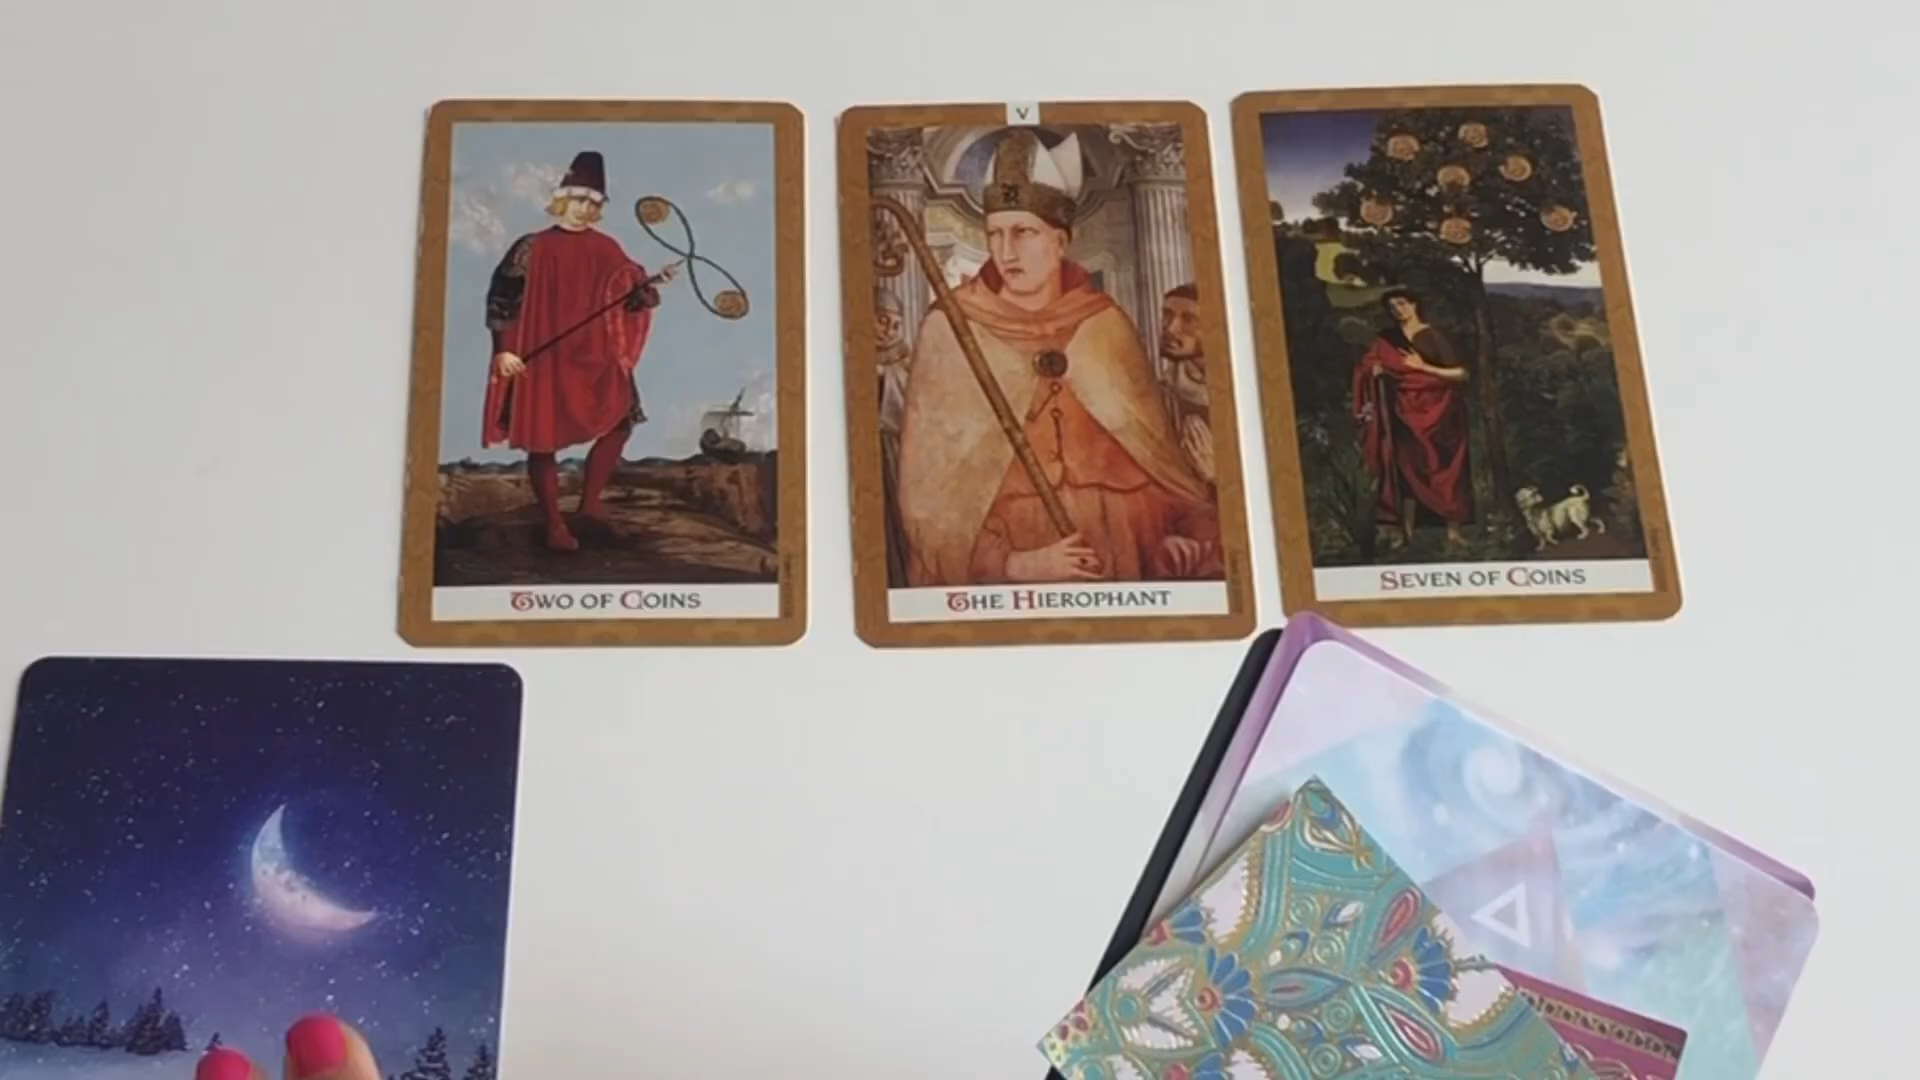 TWO OF COINS
V
THE HIEROPHANT
SEVEN OF COINS